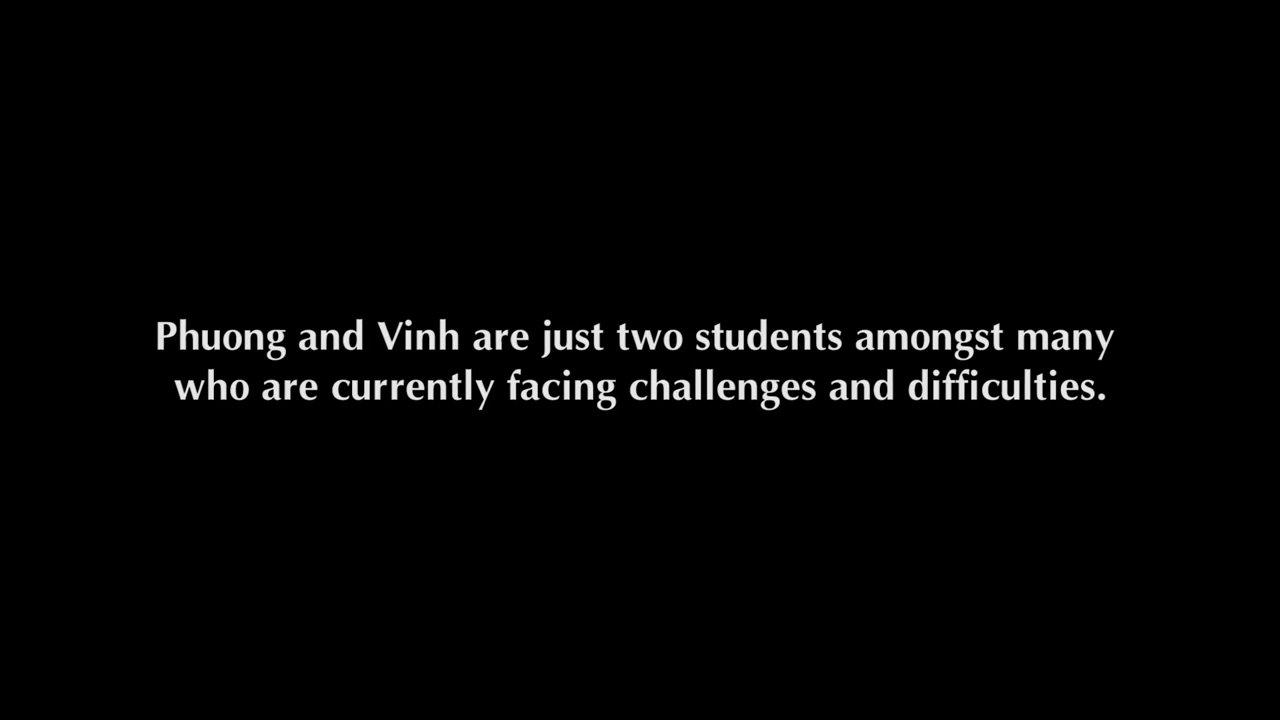 Phuong and Vinh are just two students amongst many
who are currently facing challenges and difficulties.